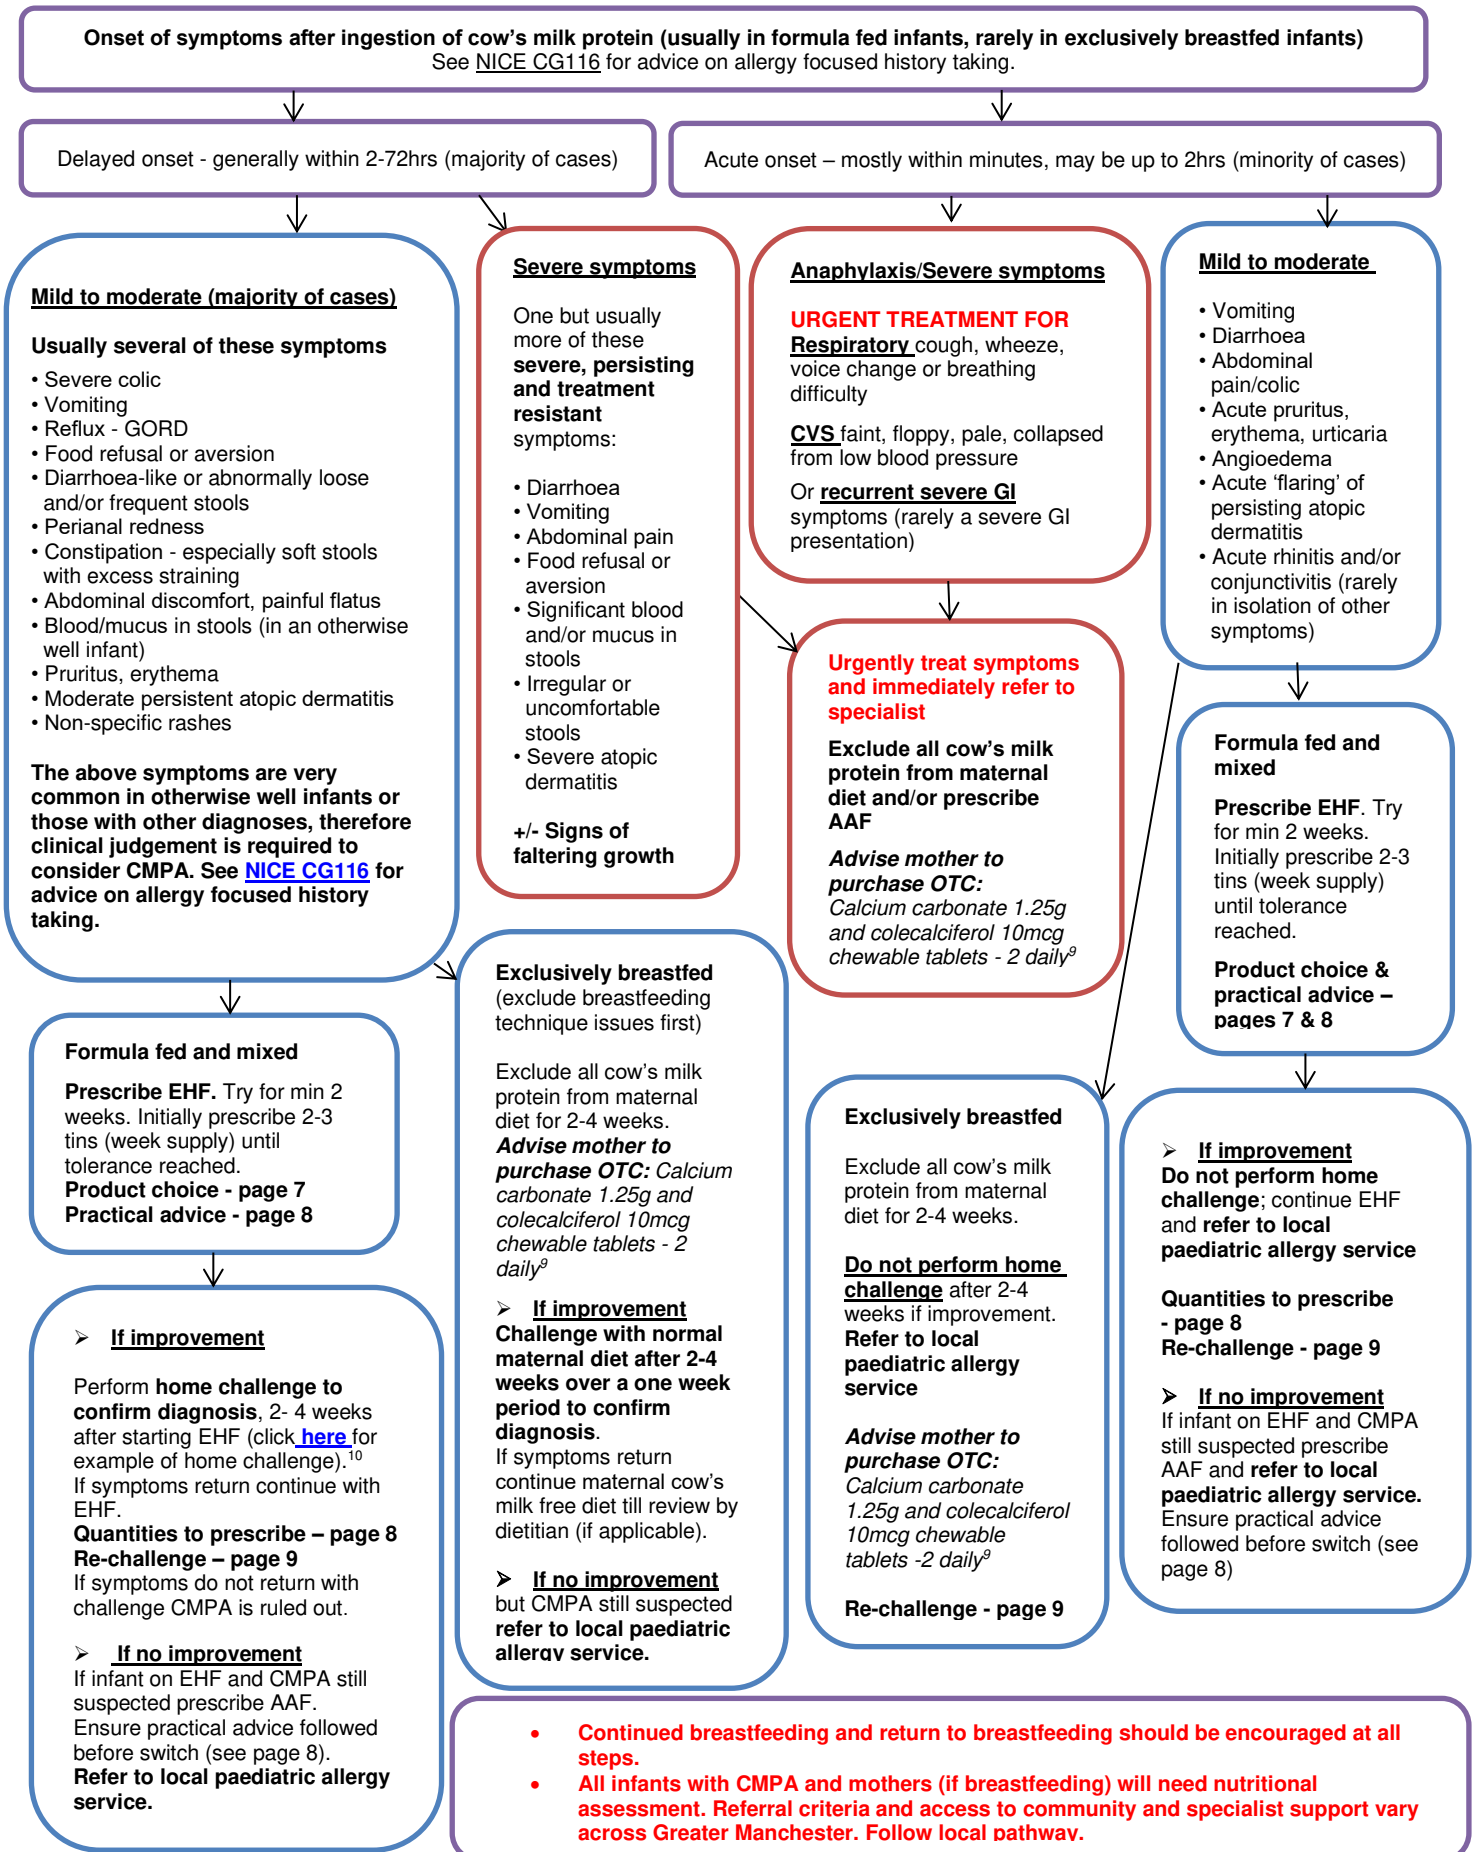 Onset of symptoms after ingestion of cow's milk protein (usually in formula fed infants, rarely in exclusively breastfed infants)
See NICE CG116 for advice on allergy focused history taking.
Delayed onset - generally within 2-72hrs (majority of cases)
Acute onset – mostly within minutes, may be up to 2hrs (minority of cases)
Mild to moderate (majority of cases)
Usually several of these symptoms
• Severe colic
• Vomiting
• Reflux - GORD
• Food refusal or aversion
• Diarrhoea-like or abnormally loose
and/or frequent stools
• Perianal redness
• Constipation - especially soft stools
with excess straining
• Abdominal discomfort, painful flatus
• Blood/mucus in stools (in an otherwise
well infant)
• Pruritus, erythema
• Moderate persistent atopic dermatitis
• Non-specific rashes
The above symptoms are very
common in otherwise well infants or
those with other diagnoses, therefore
clinical judgement is required to
consider CMPA. See NICE CG116 for
advice on allergy focused history
taking.
Severe symptoms
One but usually
more of these
severe, persisting
and treatment
resistant
symptoms:
• Diarrhoea
• Vomiting
• Abdominal pain
• Food refusal or
aversion
• Significant blood
and/or mucus in
stools
• Irregular or
uncomfortable
stools
• Severe atopic
dermatitis
+/- Signs of
faltering growth
Anaphylaxis/Severe symptoms
URGENT TREATMENT FOR
Respiratory cough, wheeze,
voice change or breathing
difficulty
CVS faint, floppy, pale, collapsed
from low blood pressure
Or recurrent severe GI
symptoms (rarely a severe GI
presentation)
Mild to moderate
• Vomiting
• Diarrhoea
• Abdominal
pain/colic
• Acute pruritus,
erythema, urticaria
• Angioedema
• Acute 'flaring' of
persisting atopic
dermatitis
• Acute rhinitis and/or
conjunctivitis (rarely
in isolation of other
symptoms)
Urgently treat symptoms
and immediately refer to
specialist
Exclude all cow's milk
protein from maternal
diet and/or prescribe
AAF
Advise mother to
purchase OTC:
Calcium carbonate 1.25g
and colecalciferol 10mcg
chewable tablets - 2 daily9
Formula fed and
mixed
Prescribe EHF. Try
for min 2 weeks.
Initially prescribe 2-3
tins (week supply)
until tolerance
reached.
Product choice &
practical advice –
pages 7 & 8
Formula fed and mixed
Prescribe EHF. Try for min 2
weeks. Initially prescribe 2-3
tins (week supply) until
tolerance reached.
Product choice - page 7
Practical advice - page 8
Exclusively breastfed
(exclude breastfeeding
technique issues first)
Exclude all cow's milk
protein from maternal
diet for 2-4 weeks.
Advise mother to
purchase OTC: Calcium
carbonate 1.25g and
colecalciferol 10mcg
chewable tablets - 2
daily9
➢ If improvement
Challenge with normal
maternal diet after 2-4
weeks over a one week
period to confirm
diagnosis.
If symptoms return
continue maternal cow's
milk free diet till review by
dietitian (if applicable).
➢ If no improvement
but CMPA still suspected
refer to local paediatric
allergy service.
Exclusively breastfed
Exclude all cow's milk
protein from maternal
diet for 2-4 weeks.
Do not perform home
challenge after 2-4
weeks if improvement.
Refer to local
paediatric allergy
service
Advise mother to
purchase OTC:
Calcium carbonate
1.25g and colecalciferol
10mcg chewable
tablets -2 daily9
Re-challenge - page 9
➢ If improvement
Do not perform home
challenge; continue EHF
and refer to local
paediatric allergy service
Quantities to prescribe
- page 8
Re-challenge - page 9
➢ If no improvement
If infant on EHF and CMPA
still suspected prescribe
AAF and refer to local
paediatric allergy service.
Ensure practical advice
followed before switch (see
page 8)
➢ If improvement
Perform home challenge to
confirm diagnosis, 2- 4 weeks
after starting EHF (click here for
example of home challenge).10
If symptoms return continue with
EHF.
Quantities to prescribe – page 8
Re-challenge – page 9
If symptoms do not return with
challenge CMPA is ruled out.
➢ If no improvement
If infant on EHF and CMPA still
suspected prescribe AAF.
Ensure practical advice followed
before switch (see page 8).
Refer to local paediatric allergy
service.
• Continued breastfeeding and return to breastfeeding should be encouraged at all
steps.
• All infants with CMPA and mothers (if breastfeeding) will need nutritional
assessment. Referral criteria and access to community and specialist support vary
across Greater Manchester. Follow local pathway.